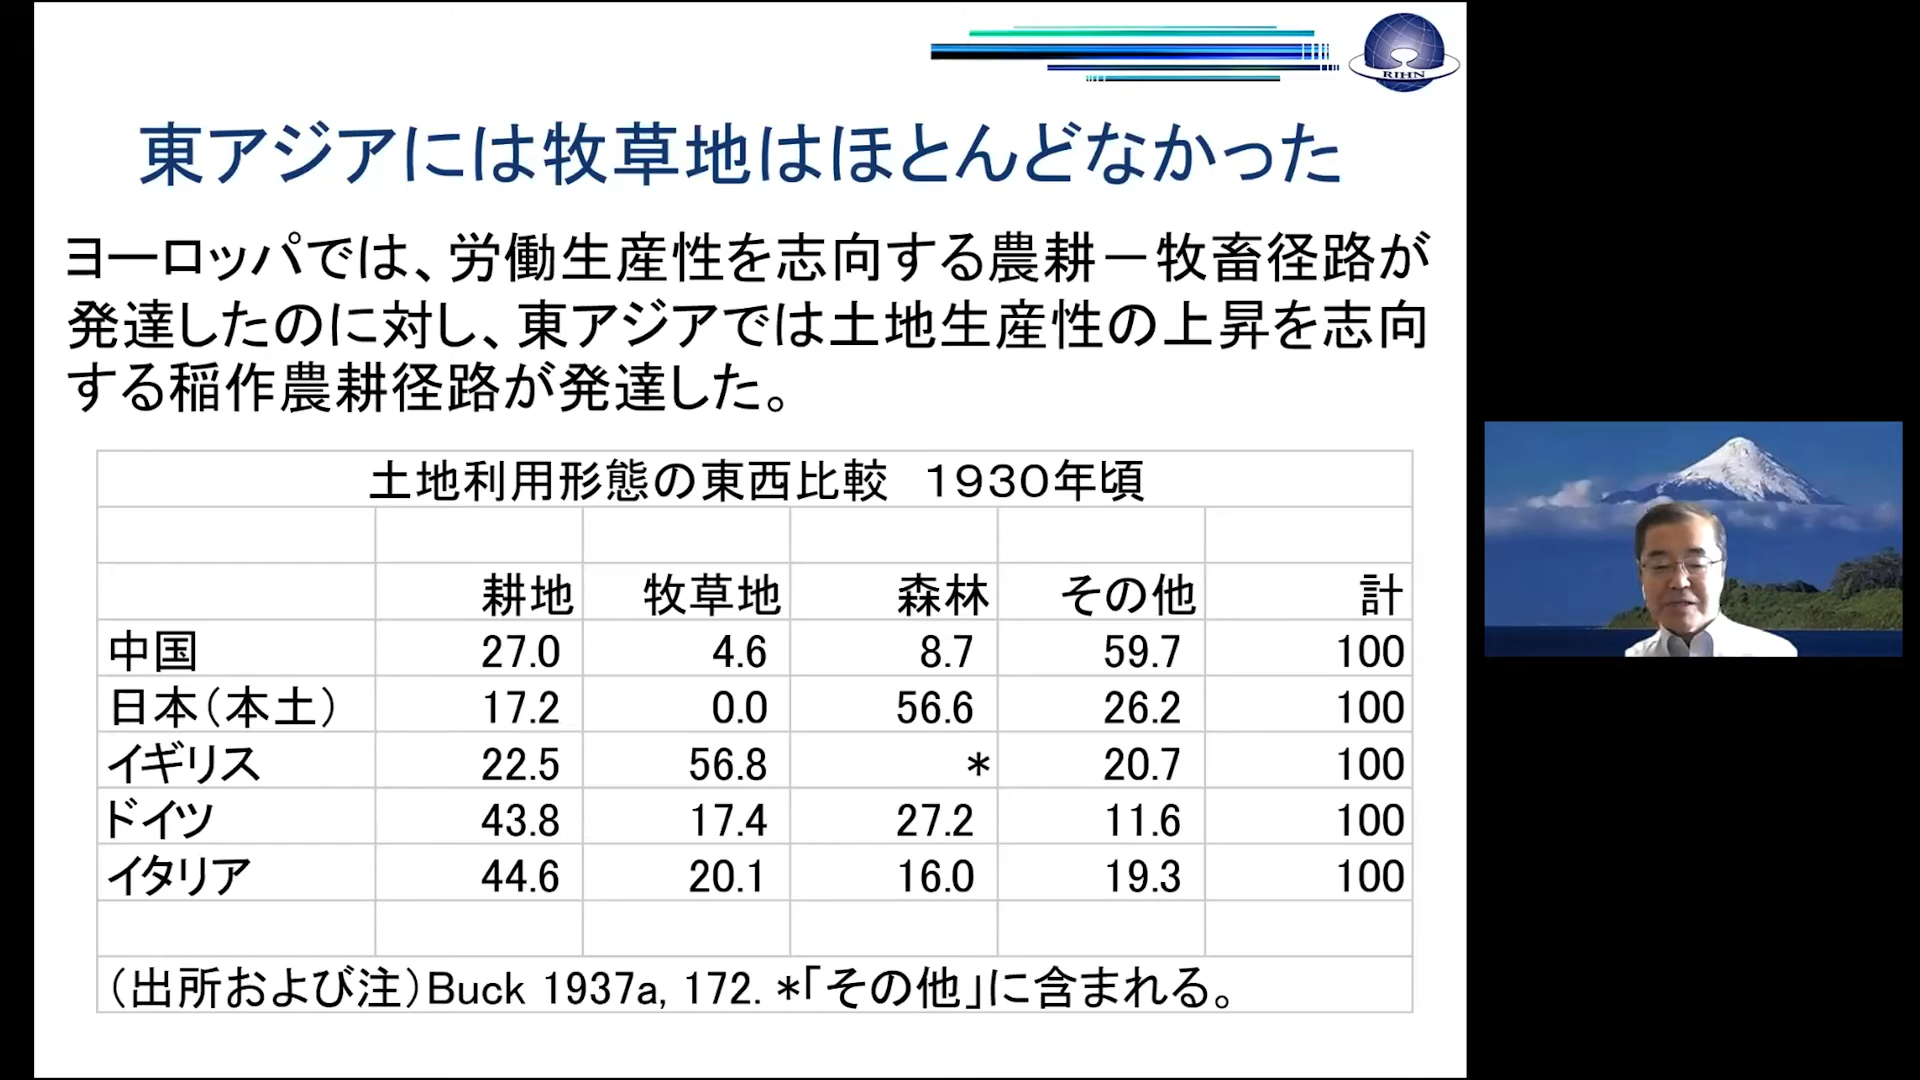 RIHN
東アジアには牧草地はほとんどなかった
ヨーロッパでは、労働生産性を志向する農耕－牧畜径路が
発達したのに対し、東アジアでは土地生産性の上昇を志向
する稲作農耕径路が発達した。
土地利用形態の東西比較　１９３０年頃
耕地 牧草地 森林 その他 計
中国 27.0 4.6 8.7 59.7 100
日本（本土） 17.2 0.0 56.6 26.2 100
イギリス 22.5 56.8 * 20.7 100
ドイツ 43.8 17.4 27.2 11.6 100
イタリア 44.6 20.1 16.0 19.3 100
（出所および注）Buck 1937a, 172. *「その他」に含まれる。